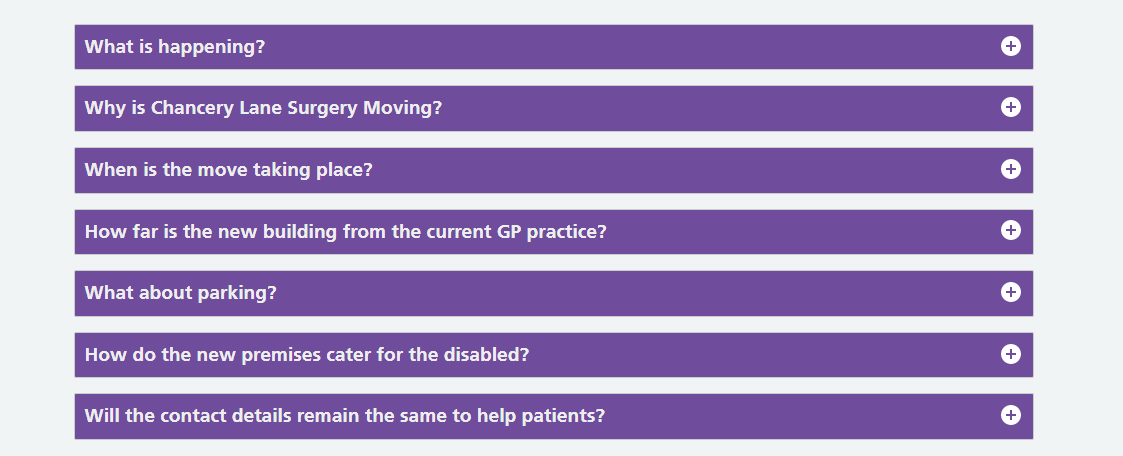 What is happening?
Why is Chancery Lane Surgery Moving?
When is the move taking place?
How far is the new building from the current GP practice?
What about parking?
How do the new premises cater for the disabled?
Will the contact details remain the same to help patients?